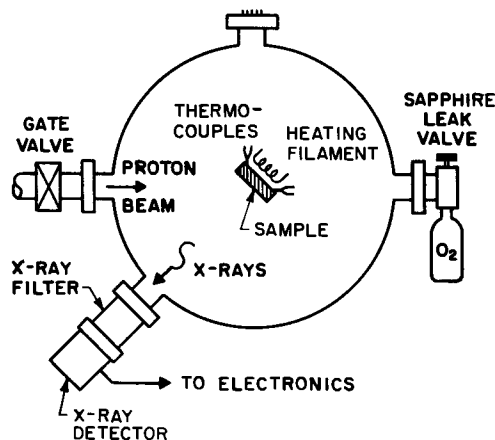 THERMO-
COUPLES
HEATING
FILAMENT
SAPPHIRE
LEAK
VALVE
GATE
VALVE
PROTON
BEAM
SAMPLE
O₂
X-RAYS
X-RAY
FILTER
TO ELECTRONICS
X-RAY
DETECTOR